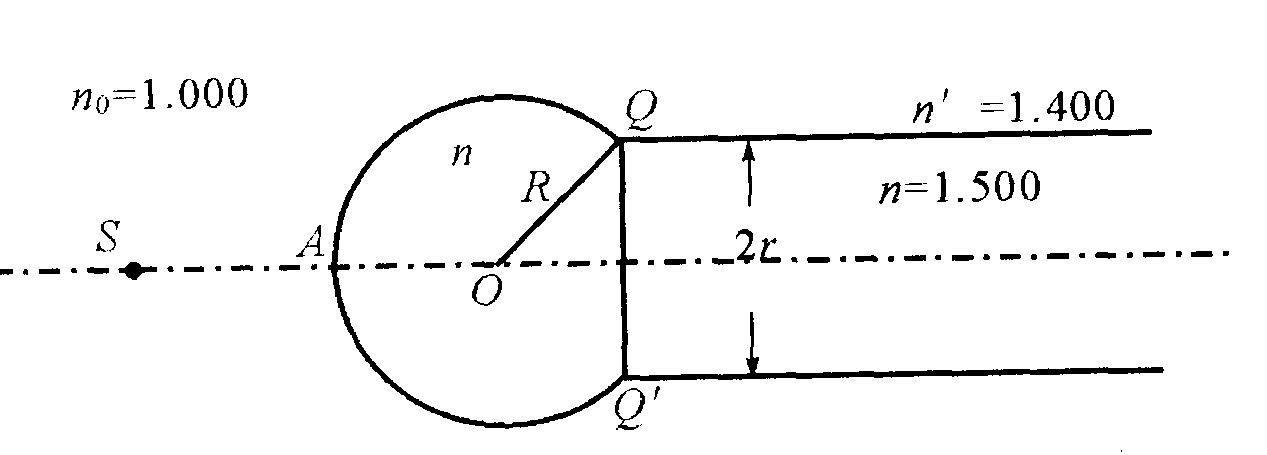 n₀=1.000
Q
n' =1.400
n
R
n=1.500
S
A
O
2r
Q'